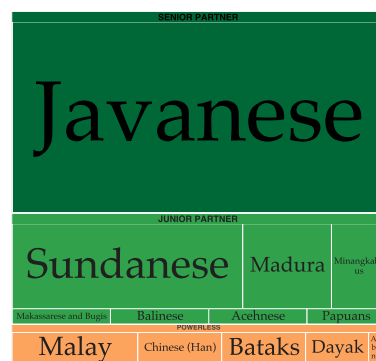 SENIOR PARTNER
Javanese
JUNIOR PARTNER
Sundanese
Madura
Minangkab
us
Makassarese and Bugis
Balinese
Acehnese
Papuans
POWERLESS
Malay
Chinese (Han)
Bataks
Dayak